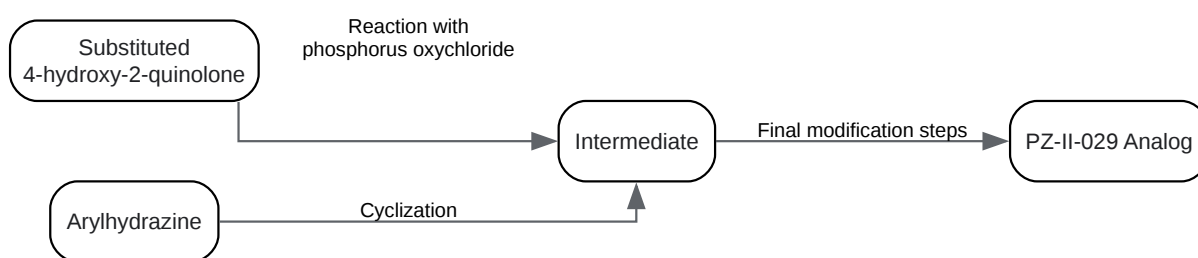 Substituted
4-hydroxy-2-quinolone
Reaction with
phosphorus oxychloride
Intermediate
Final modification steps
PZ-II-029 Analog
Arylhydrazine
Cyclization